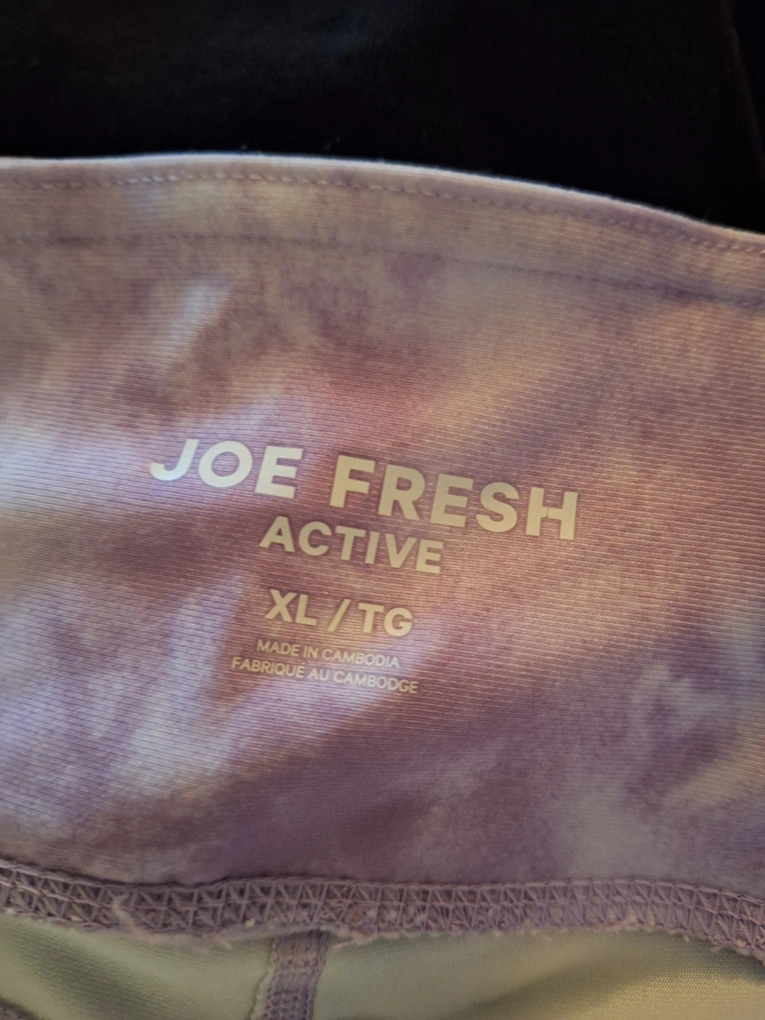 JOE FRESH
ACTIVE
XL / TG
MADE IN CAMBODIA
FABRIQUÉ AU CAMBODGE